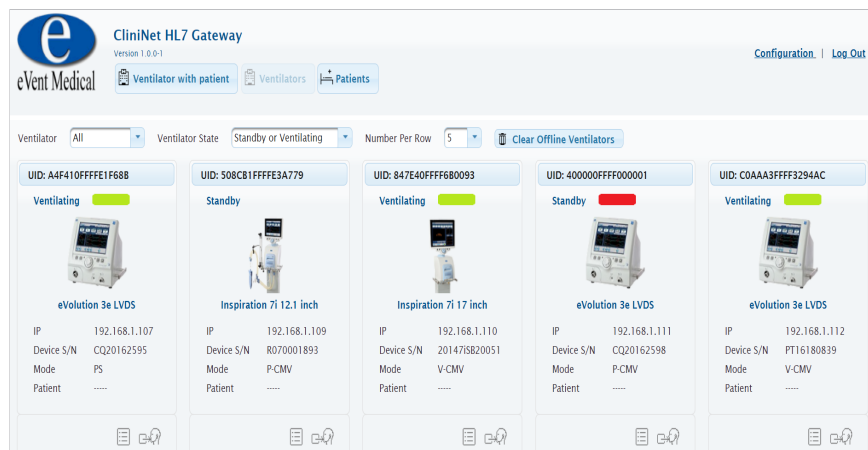 CliniNet HL7 Gateway
Version 1.0.0-1
e
eVent Medical
Ventilator with patient
Ventilators
Patients
Configuration | Log Out
Ventilator All Ventilator State Standby or Ventilating Number Per Row 5 Clear Offline Ventilators
UID: A4F410FFFFE1F68B
Ventilating
eVolution 3e LVDS
IP 192.168.1.107
Device S/N CQ20162595
Mode PS
Patient -----
UID: 508CB1FFFFE3A779
Standby
Inspiration 7i 12.1 inch
IP 192.168.1.109
Device S/N R070001893
Mode P-CMV
Patient -----
UID: 847E40FFFF6B0093
Ventilating
Inspiration 7i 17 inch
IP 192.168.1.110
Device S/N 20147iSB20051
Mode V-CMV
Patient -----
UID: 400000FFFF000001
Standby
eVolution 3e LVDS
IP 192.168.1.111
Device S/N CQ20162598
Mode P-CMV
Patient -----
UID: C0AAA3FFFF3294AC
Ventilating
eVolution 3e LVDS
IP 192.168.1.112
Device S/N PT16180839
Mode V-CMV
Patient -----